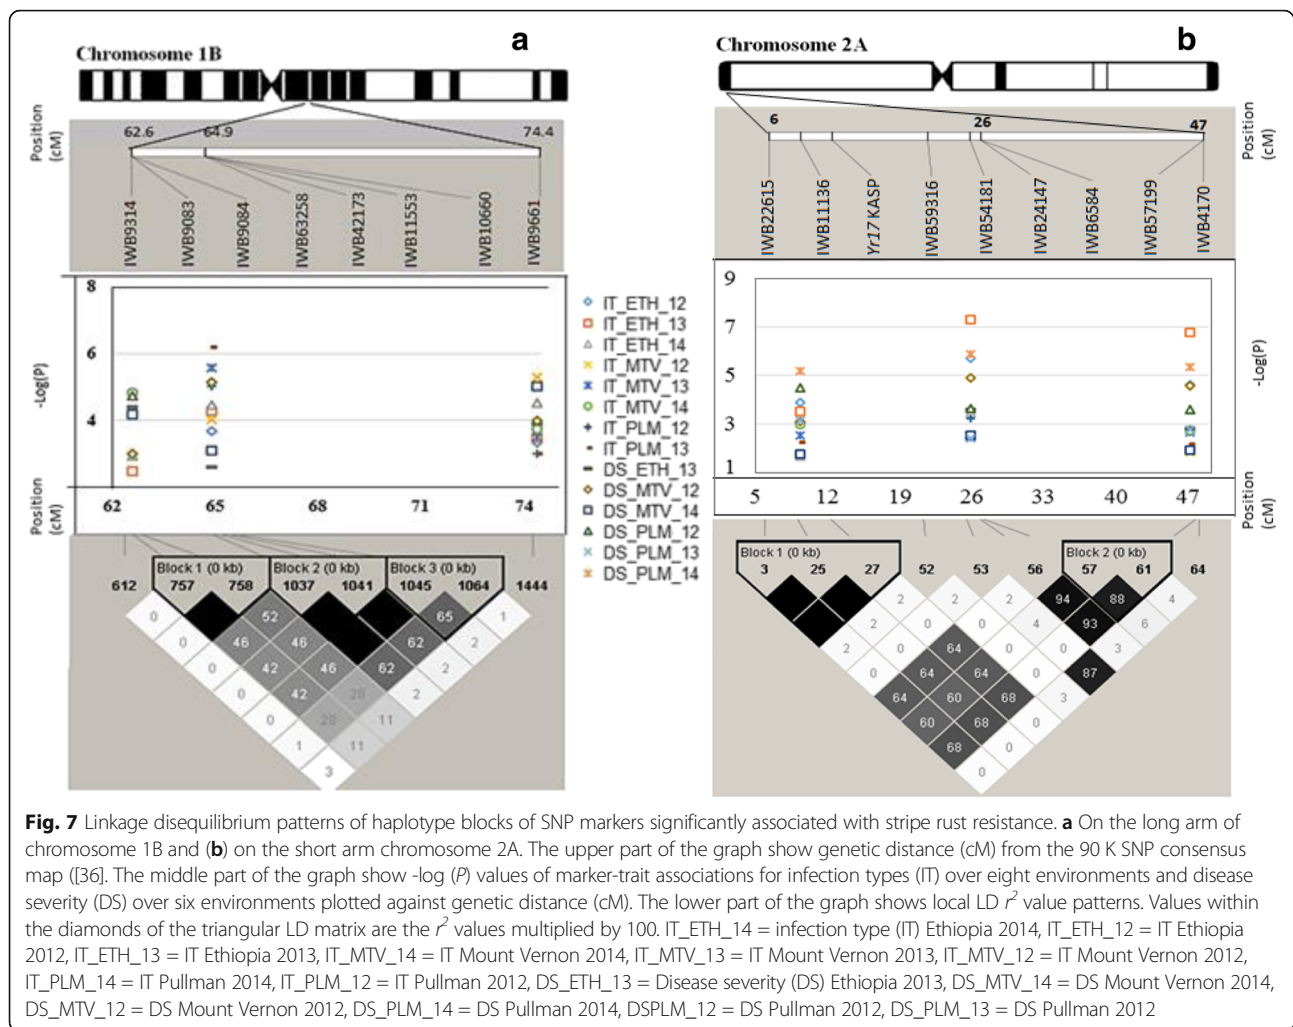 a
Chromosome 1B
Position (cM)
62.6 64.9 74.4
IWB9314 IWB9083 IWB9084 IWB63258 IWB42173 IWB11553 IWB10660 IWB9661
-Log(P)
8
6
4
Position (cM)
62 65 68 71 74
Block 1 (0 kb) Block 2 (0 kb) Block 3 (0 kb)
612 757 758 1037 1041 1045 1064 1444
0 52 65 1
0 46 46 62 2
0 42 46 62 2
0 42 20 2
0 28 11
1 11
3
IT_ETH_12
IT_ETH_13
IT_ETH_14
IT_MTV_12
IT_MTV_13
IT_MTV_14
IT_PLM_12
IT_PLM_13
DS_ETH_13
DS_MTV_12
DS_MTV_14
DS_PLM_12
DS_PLM_13
DS_PLM_14
b
Chromosome 2A
6 26 47
Position (cM)
IWB22615 IWB11136 Yr17 KASP IWB59316 IWB54181 IWB24147 IWB6584 IWB57199 IWB4170
9
7
5
3
1
-Log(P)
5 12 19 26 33 40 47
Position (cM)
Block 1 (0 kb) Block 2 (0 kb)
3 25 27 52 53 56 57 61 64
2 2 2 94 88 4
2 0 0 4 93 6
2 0 64 0 0 3
0 64 64 0 87
64 60 68 3
60 68 0
68 0
0
Fig. 7 Linkage disequilibrium patterns of haplotype blocks of SNP markers significantly associated with stripe rust resistance. a On the long arm of
chromosome 1B and (b) on the short arm chromosome 2A. The upper part of the graph show genetic distance (cM) from the 90 K SNP consensus
map ([36]. The middle part of the graph show -log (P) values of marker-trait associations for infection types (IT) over eight environments and disease
severity (DS) over six environments plotted against genetic distance (cM). The lower part of the graph shows local LD r² value patterns. Values within
the diamonds of the triangular LD matrix are the r² values multiplied by 100. IT_ETH_14 = infection type (IT) Ethiopia 2014, IT_ETH_12 = IT Ethiopia
2012, IT_ETH_13 = IT Ethiopia 2013, IT_MTV_14 = IT Mount Vernon 2014, IT_MTV_13 = IT Mount Vernon 2013, IT_MTV_12 = IT Mount Vernon 2012,
IT_PLM_14 = IT Pullman 2014, IT_PLM_12 = IT Pullman 2012, DS_ETH_13 = Disease severity (DS) Ethiopia 2013, DS_MTV_14 = DS Mount Vernon 2014,
DS_MTV_12 = DS Mount Vernon 2012, DS_PLM_14 = DS Pullman 2014, DSPLM_12 = DS Pullman 2012, DS_PLM_13 = DS Pullman 2012